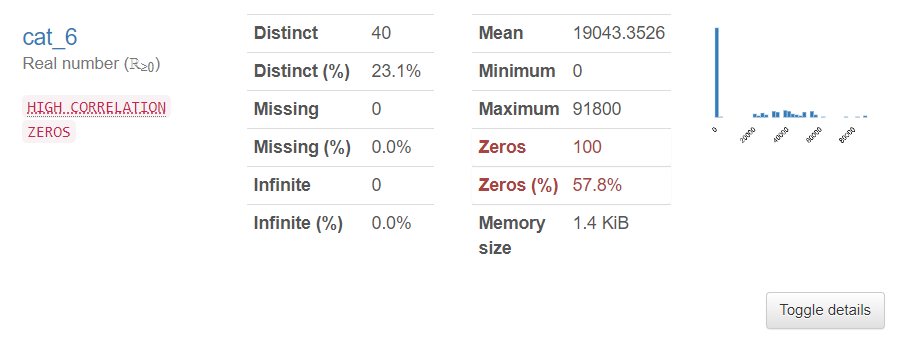 cat_6
Real number (ℝ≥0)
HIGH CORRELATION
ZEROS
Distinct 40
Distinct (%) 23.1%
Missing 0
Missing (%) 0.0%
Infinite 0
Infinite (%) 0.0%
Mean 19043.3526
Minimum 0
Maximum 91800
Zeros 100
Zeros (%) 57.8%
Memory size 1.4 KiB
0 20000 40000 60000 80000
Toggle details